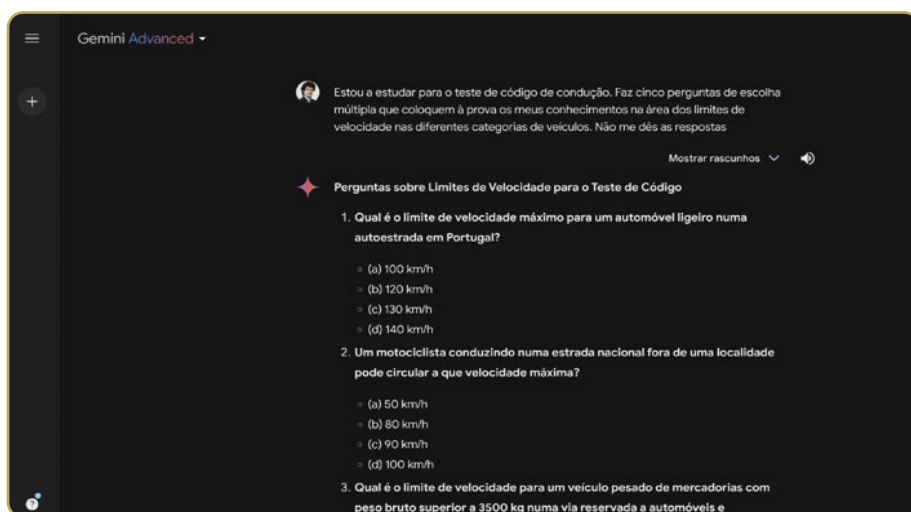 Gemini Advanced
Estou a estudar para o teste de código de condução. Faz cinco perguntas de escolha
múltipla que coloquem à prova os meus conhecimentos na área dos limites de
velocidade nas diferentes categorias de veículos. Não me dês as respostas
Mostrar rascunhos
Perguntas sobre Limites de Velocidade para o Teste de Código
1. Qual é o limite de velocidade máximo para um automóvel ligeiro numa
autoestrada em Portugal?
(a) 100 km/h
(b) 120 km/h
(c) 130 km/h
(d) 140 km/h
2. Um motociclista conduzindo numa estrada nacional fora de uma localidade
pode circular a que velocidade máxima?
(a) 50 km/h
(b) 80 km/h
(c) 90 km/h
(d) 100 km/h
3. Qual é o limite de velocidade para um veículo pesado de mercadorias com
peso bruto superior a 3500 kg numa via reservada a automóveis e